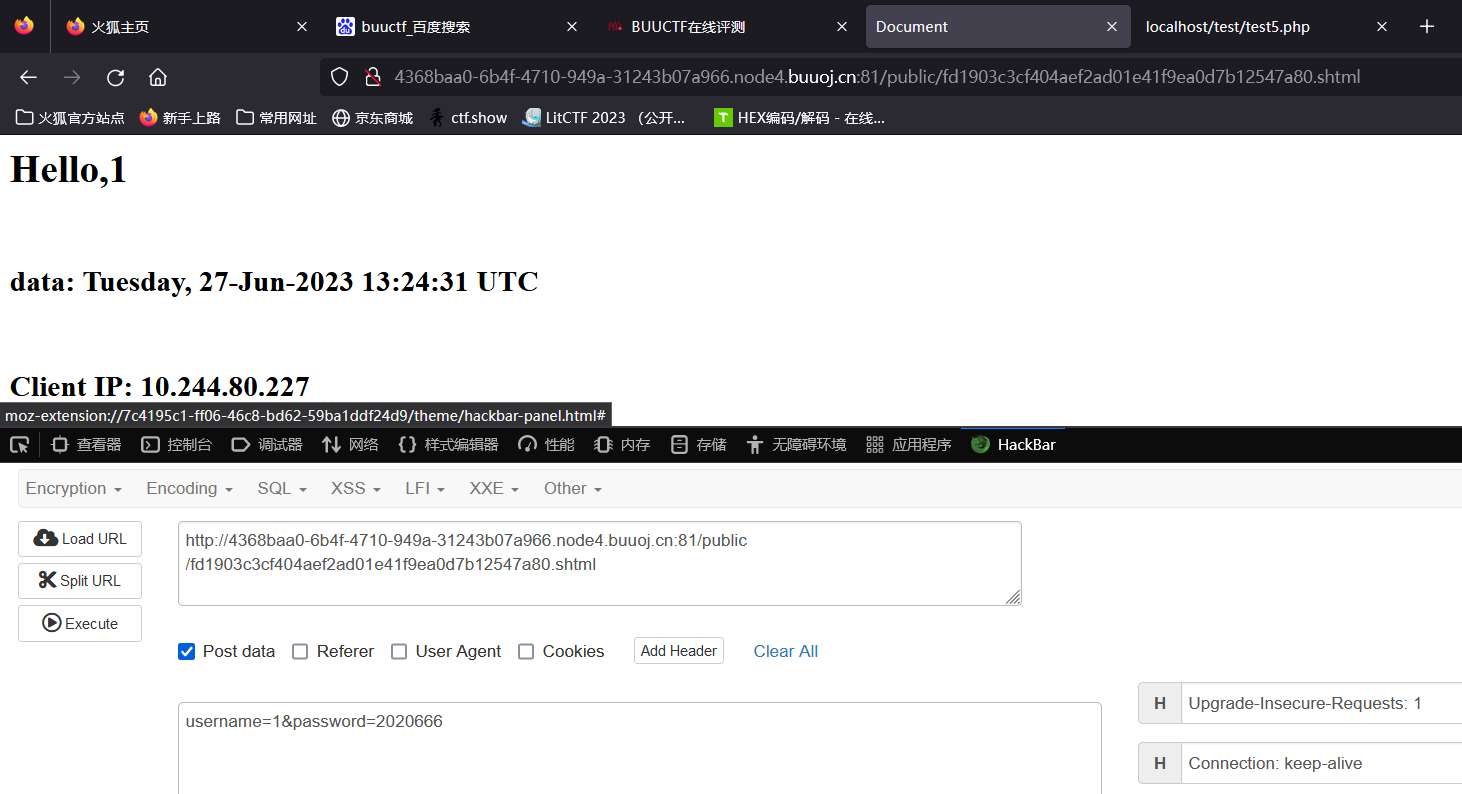 火狐主页
buuctf_百度搜索
BUUCTF在线评测
Document
localhost/test/test5.php
4368baa0-6b4f-4710-949a-31243b07a966.node4.buuoj.cn:81/public/fd1903c3cf404aef2ad01e41f9ea0d7b12547a80.shtml
火狐官方站点
新手上路
常用网址
京东商城
ctf.show
LitCTF 2023 （公开...
T HEX编码/解码 - 在线...
Hello,1
data: Tuesday, 27-Jun-2023 13:24:31 UTC
Client IP: 10.244.80.227
moz-extension://7c4195c1-ff06-46c8-bd62-59ba1ddf24d9/theme/hackbar-panel.html#
查看器
控制台
调试器
网络
样式编辑器
性能
内存
存储
无障碍环境
应用程序
HackBar
Encryption
Encoding
SQL
XSS
LFI
XXE
Other
Load URL
Split URL
Execute
http://4368baa0-6b4f-4710-949a-31243b07a966.node4.buuoj.cn:81/public
/fd1903c3cf404aef2ad01e41f9ea0d7b12547a80.shtml
Post data
Referer
User Agent
Cookies
Add Header
Clear All
username=1&password=2020666
H Upgrade-Insecure-Requests: 1
H Connection: keep-alive